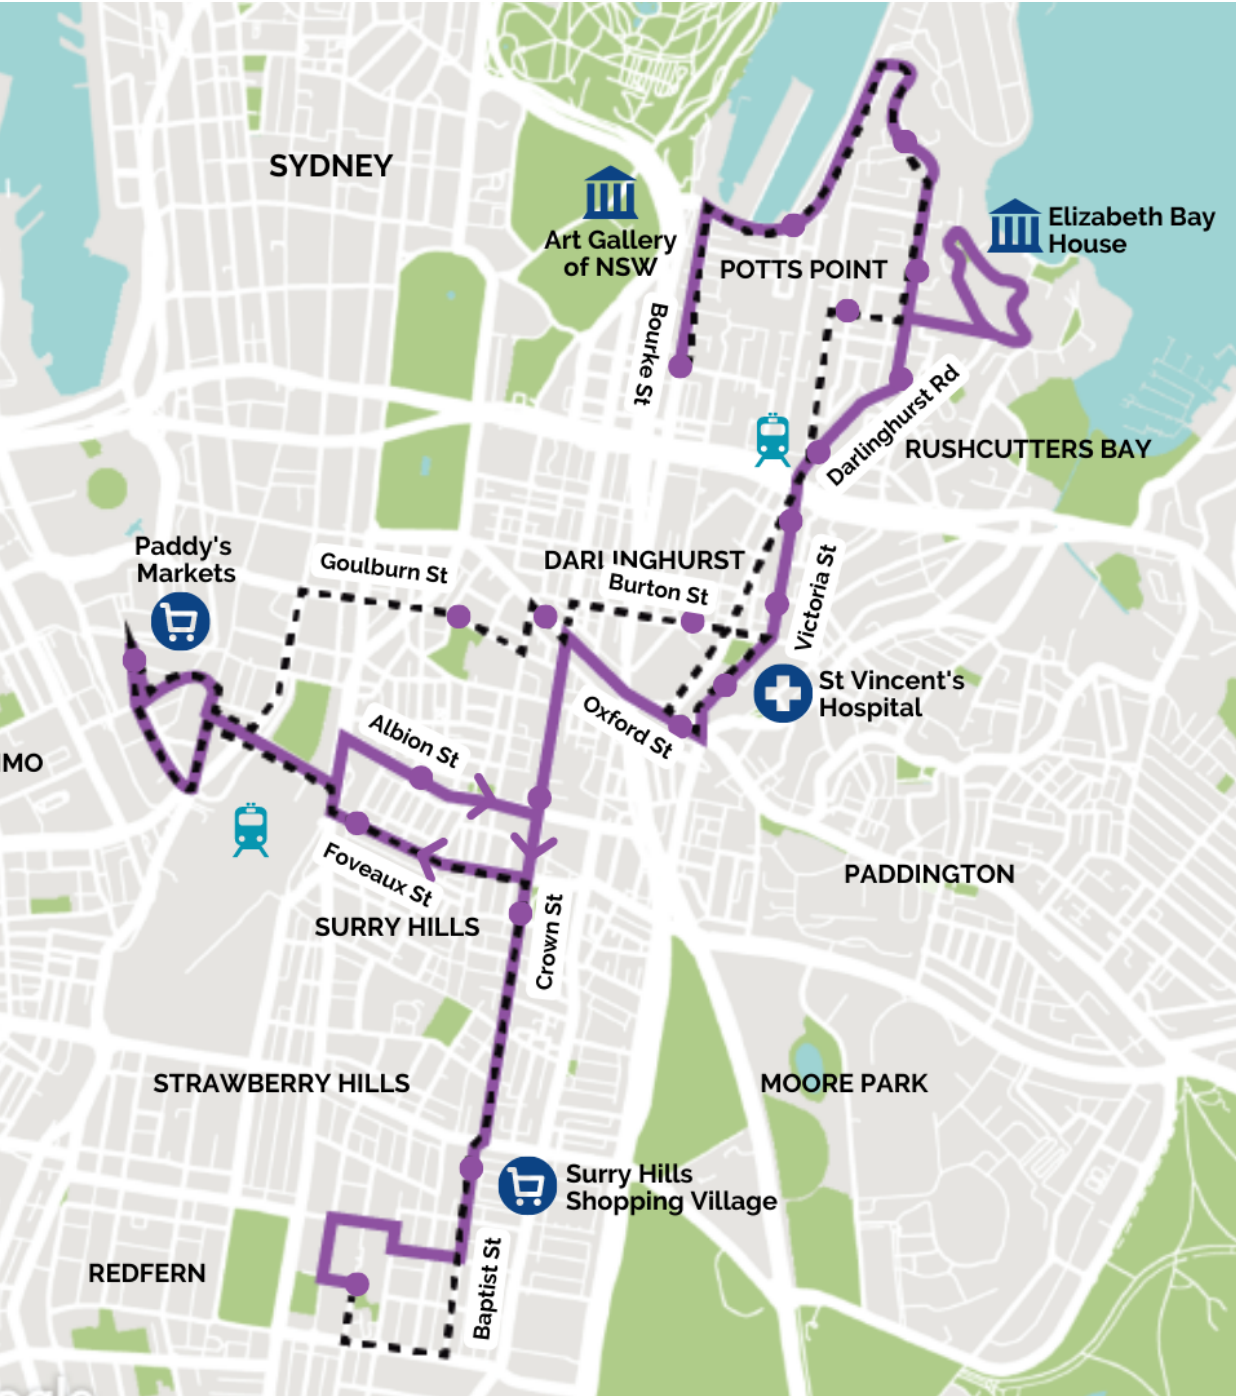 SYDNEY
Art Gallery
of NSW
Elizabeth Bay
House
POTTS POINT
Bourke St
Darlinghurst Rd
RUSHCUTTERS BAY
Paddy's
Markets
Goulburn St
DARLINGHURST
Burton St
Victoria St
St Vincent's
Hospital
Oxford St
Albion St
MO
Foveaux St
SURRY HILLS
Crown St
PADDINGTON
STRAWBERRY HILLS
MOORE PARK
Surry Hills
Shopping Village
REDFERN
Baptist St